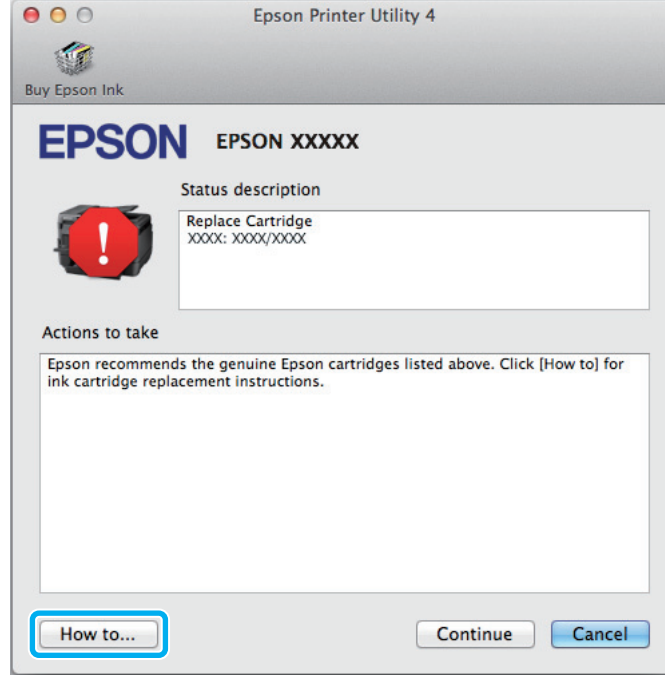 Epson Printer Utility 4
Buy Epson Ink
EPSON EPSON XXXXX
Status description
Replace Cartridge
XXXX: XXXX/XXXX
!
Actions to take
Epson recommends the genuine Epson cartridges listed above. Click [How to] for
ink cartridge replacement instructions.
How to... Continue Cancel